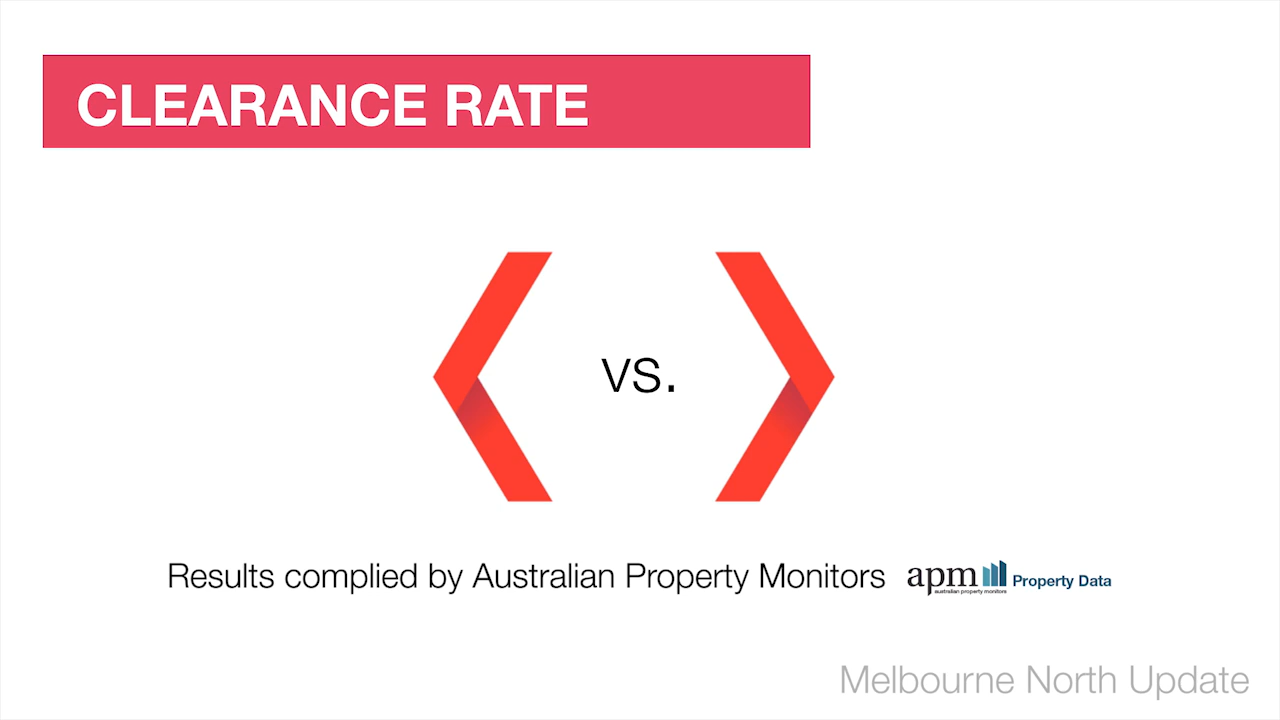 CLEARANCE RATE
vs.
Results complied by Australian Property Monitors
apm Property Data
australian property monitors
Melbourne North Update